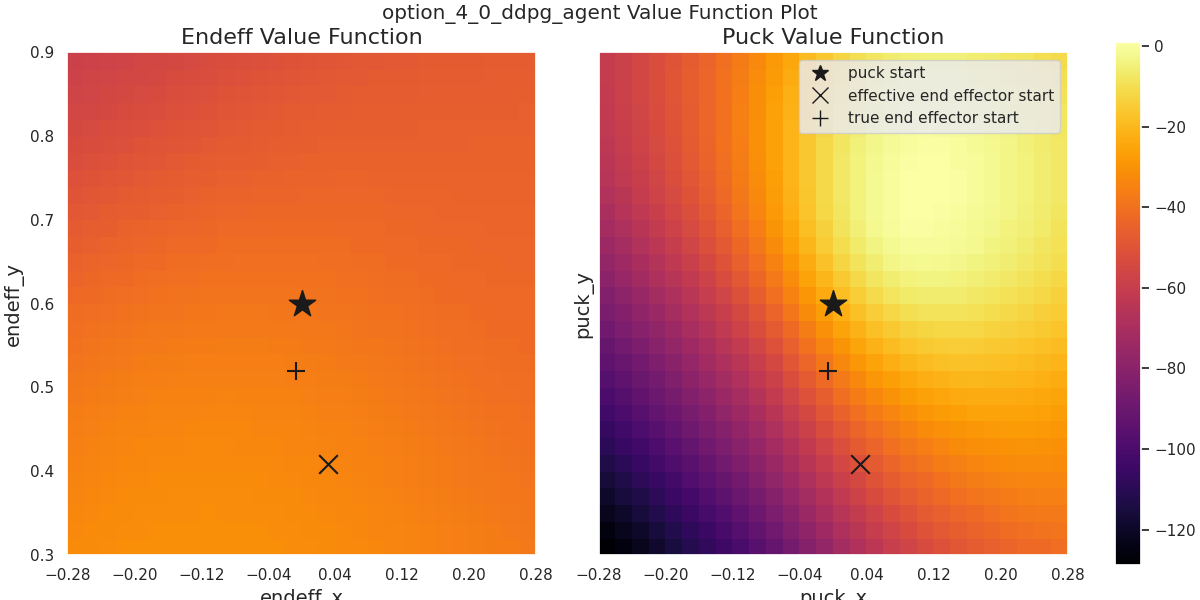 option_4_0_ddpg_agent Value Function Plot
Endeff Value Function
Puck Value Function
0.9
0.8
0.7
0.6
0.5
0.4
0.3
endeff_y
−0.28 −0.20 −0.12 −0.04 0.04 0.12 0.20 0.28
endeff_x
puck_y
puck start
effective end effector start
true end effector start
−0.28 −0.20 −0.12 −0.04 0.04 0.12 0.20 0.28
puck_x
0
−20
−40
−60
−80
−100
−120